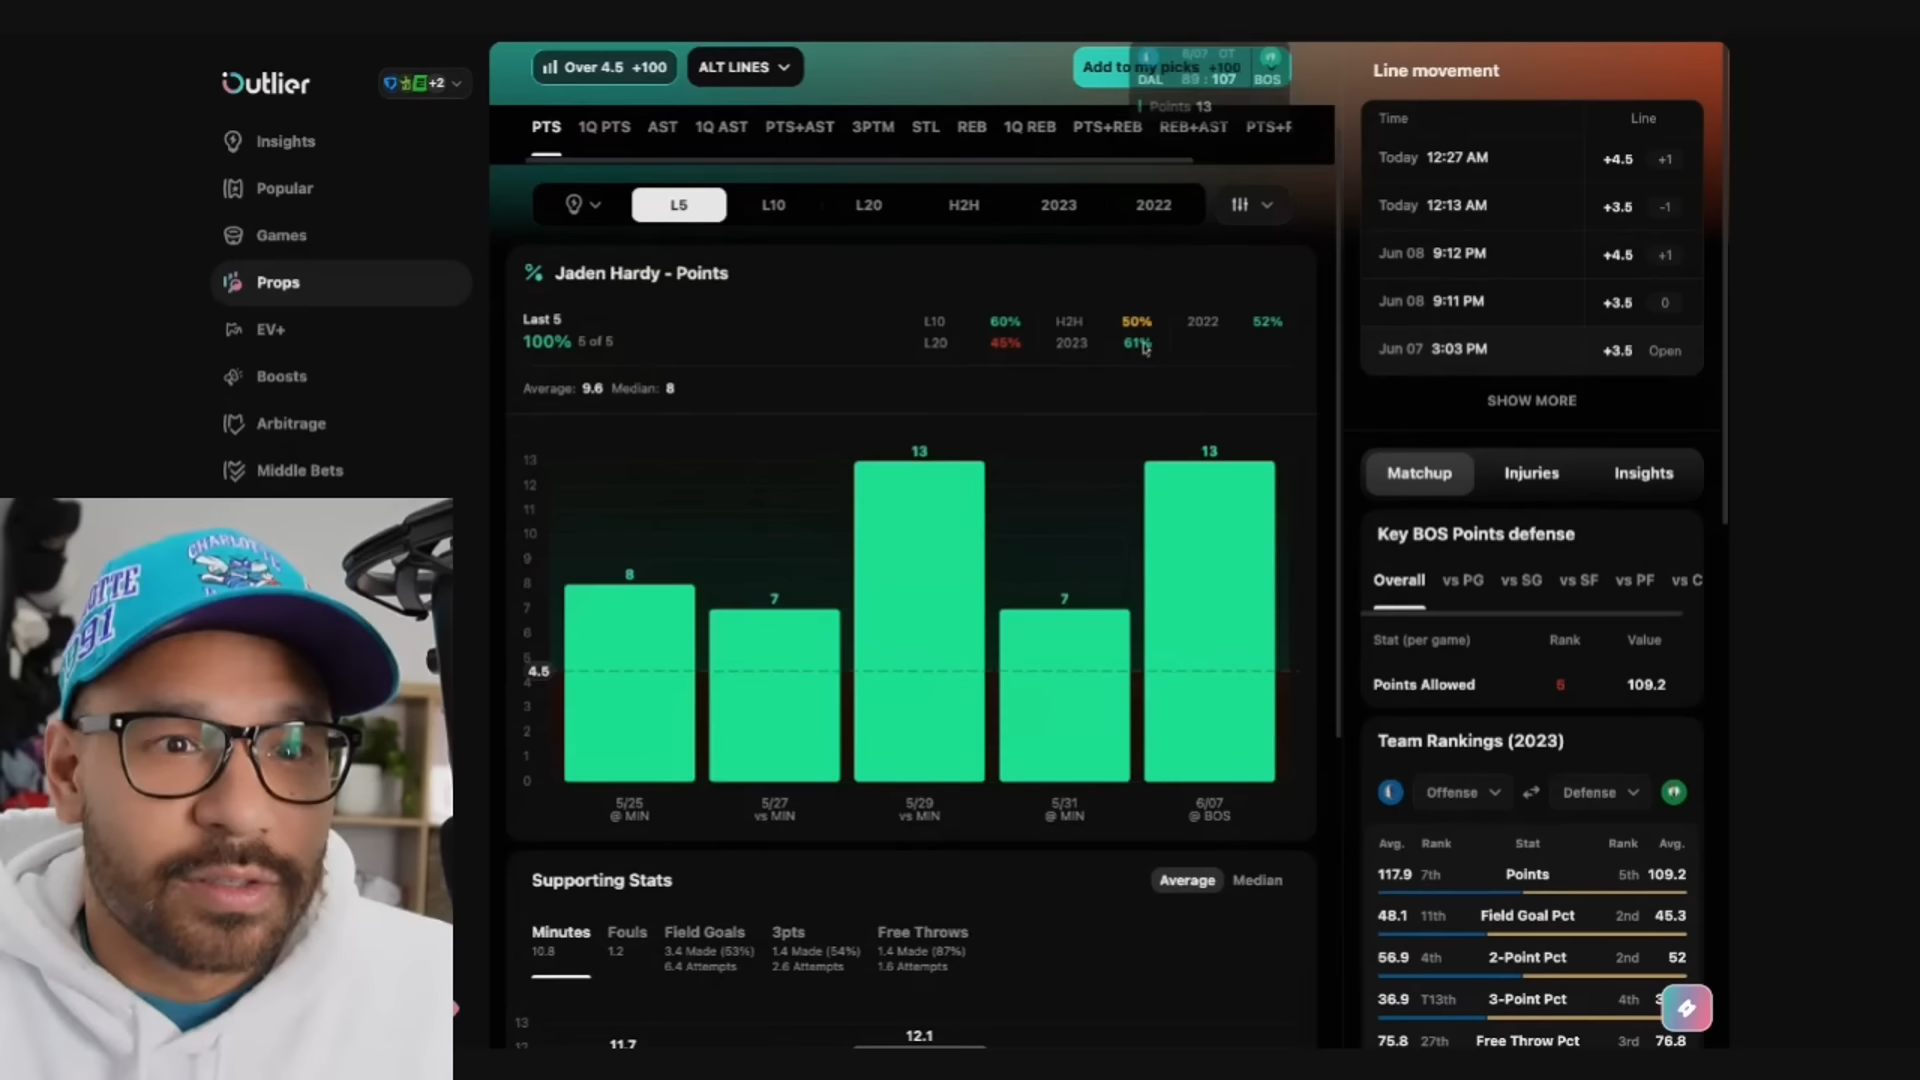 Outlier
+2
Insights
Popular
Games
Props
EV+
Boosts
Arbitrage
Middle Bets
Over 4.5 +100
ALT LINES
Add to my picks +100
6/07 OT
DAL 89 : 107 BOS
Points 13
PTS 1Q PTS AST 1Q AST PTS+AST 3PTM STL REB 1Q REB PTS+REB REB+AST PTS+F
L5 L10 L20 H2H 2023 2022
Jaden Hardy - Points
Last 5
100% 5 of 5
L10 60% H2H 50% 2022 52%
L20 45% 2023 61%
Average: 9.6 Median: 8
13
12
11
10
9
8
7
6
5
4.5
4
3
2
1
0
8
7
13
7
13
5/25
@ MIN
5/27
vs MIN
5/29
vs MIN
5/31
@ MIN
6/07
@ BOS
Supporting Stats
Average Median
Minutes
10.8
Fouls
1.2
Field Goals
3.4 Made (53%)
6.4 Attempts
3pts
1.4 Made (54%)
2.6 Attempts
Free Throws
1.4 Made (87%)
1.6 Attempts
13
12
11.7
12.1
Line movement
Time Line
Today 12:27 AM +4.5 +1
Today 12:13 AM +3.5 -1
Jun 08 9:12 PM +4.5 +1
Jun 08 9:11 PM +3.5 0
Jun 07 3:03 PM +3.5 Open
SHOW MORE
Matchup Injuries Insights
Key BOS Points defense
Overall vs PG vs SG vs SF vs PF vs C
Stat (per game) Rank Value
Points Allowed 5 109.2
Team Rankings (2023)
Offense Defense
Avg. Rank Stat Rank Avg.
117.9 7th Points 5th 109.2
48.1 11th Field Goal Pct 2nd 45.3
56.9 4th 2-Point Pct 2nd 52
36.9 T13th 3-Point Pct 4th
75.8 27th Free Throw Pct 3rd 76.8
CHARLOTTE
91